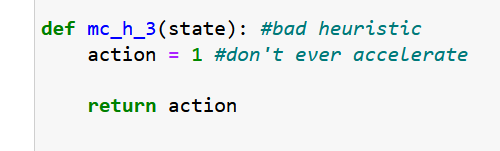 def mc_h_3(state): #bad heuristic
    action = 1 #don't ever accelerate
    return action